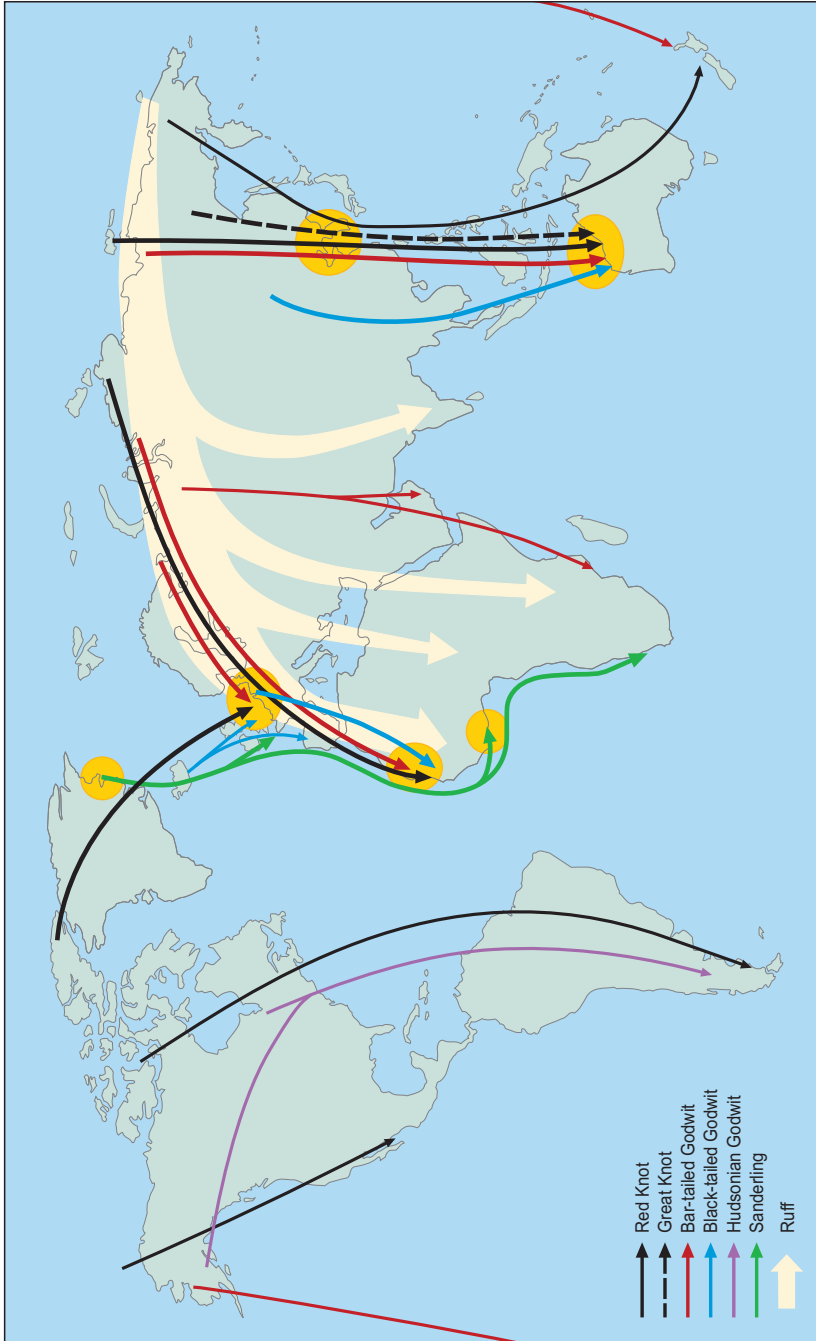 Red Knot
Great Knot
Bar-tailed Godwit
Black-tailed Godwit
Hudsonian Godwit
Sanderling
Ruff